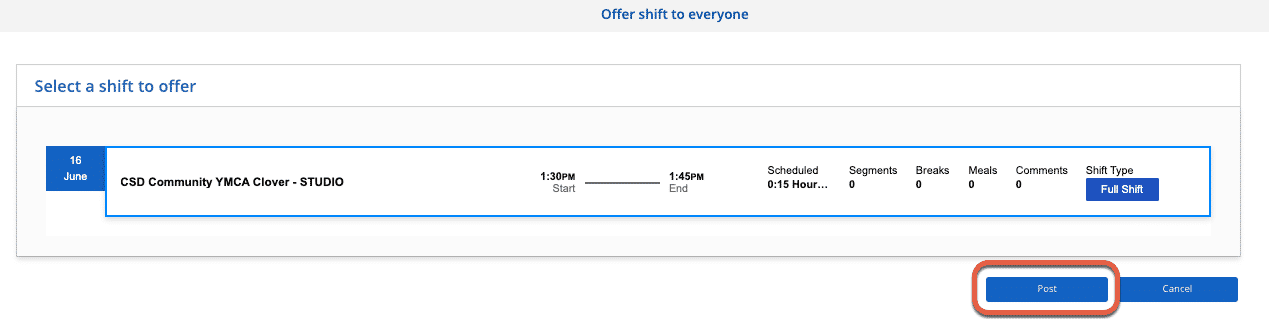 Offer shift to everyone
Select a shift to offer
16
June
CSD Community YMCA Clover - STUDIO
1:30PM
Start
1:45PM
End
Scheduled
0:15 Hour...
Segments
0
Breaks
0
Meals
0
Comments
0
Shift Type
Full Shift
Post
Cancel